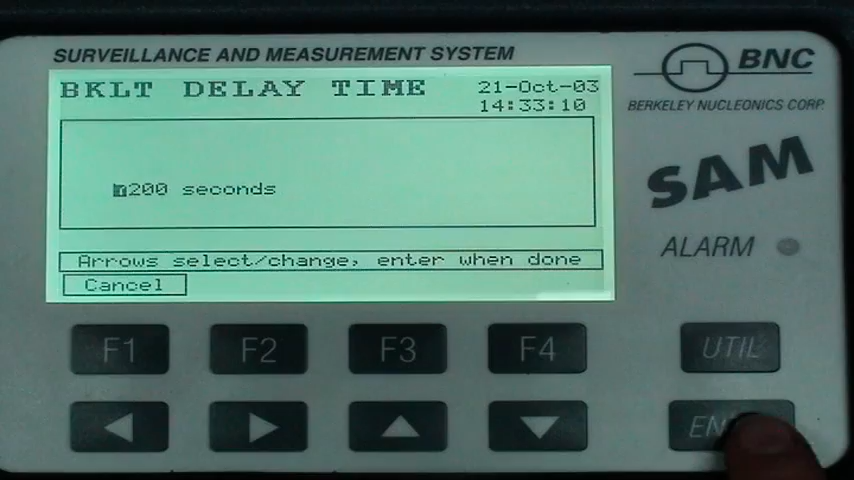 SURVEILLANCE AND MEASUREMENT SYSTEM
BNC
BERKELEY NUCLEONICS CORP.
BKLT DELAY TIME
21-Oct-03
14:33:10
200 seconds
Arrows select/change, enter when done
Cancel
SAM
ALARM
F1 F2 F3 F4 UTIL